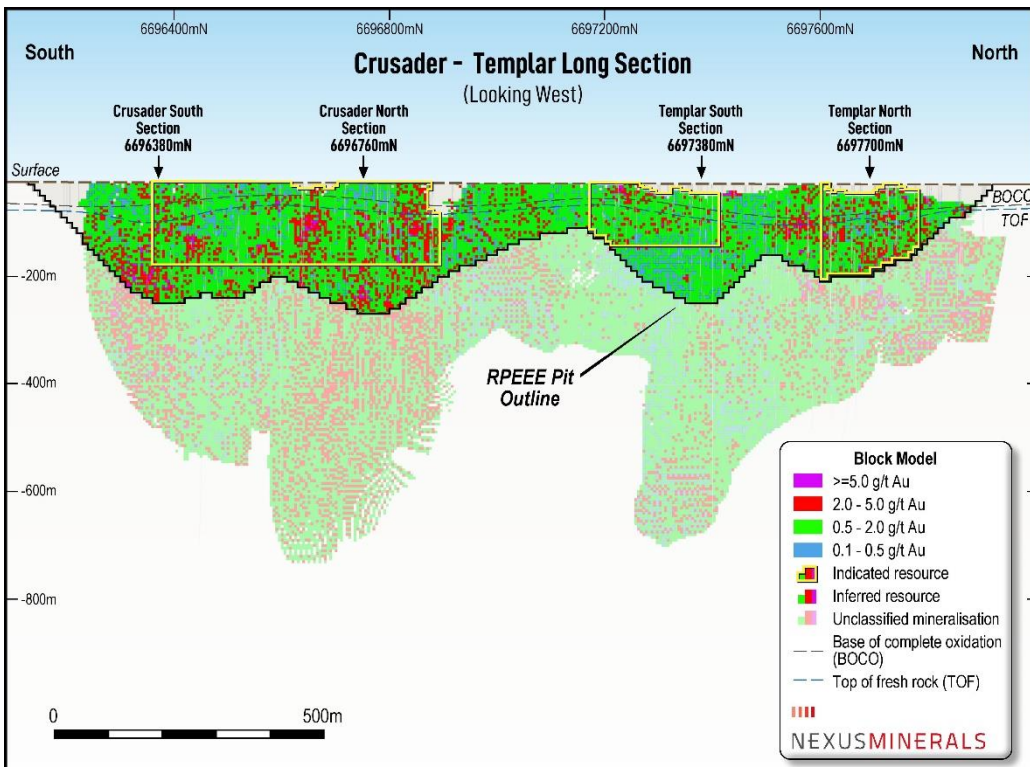 6696400mN
6696800mN
6697200mN
6697600mN
South
North
Crusader - Templar Long Section
(Looking West)
Crusader South
Section
6696380mN
Crusader North
Section
6696760mN
Templar South
Section
6697380mN
Templar North
Section
6697700mN
Surface
BOCO
TOF
-200m
-400m
-600m
-800m
RPEEE Pit
Outline
Block Model
>=5.0 g/t Au
2.0 - 5.0 g/t Au
0.5 - 2.0 g/t Au
0.1 - 0.5 g/t Au
Indicated resource
Inferred resource
Unclassified mineralisation
Base of complete oxidation
(BOCO)
Top of fresh rock (TOF)
0
500m
NEXUSMINERALS